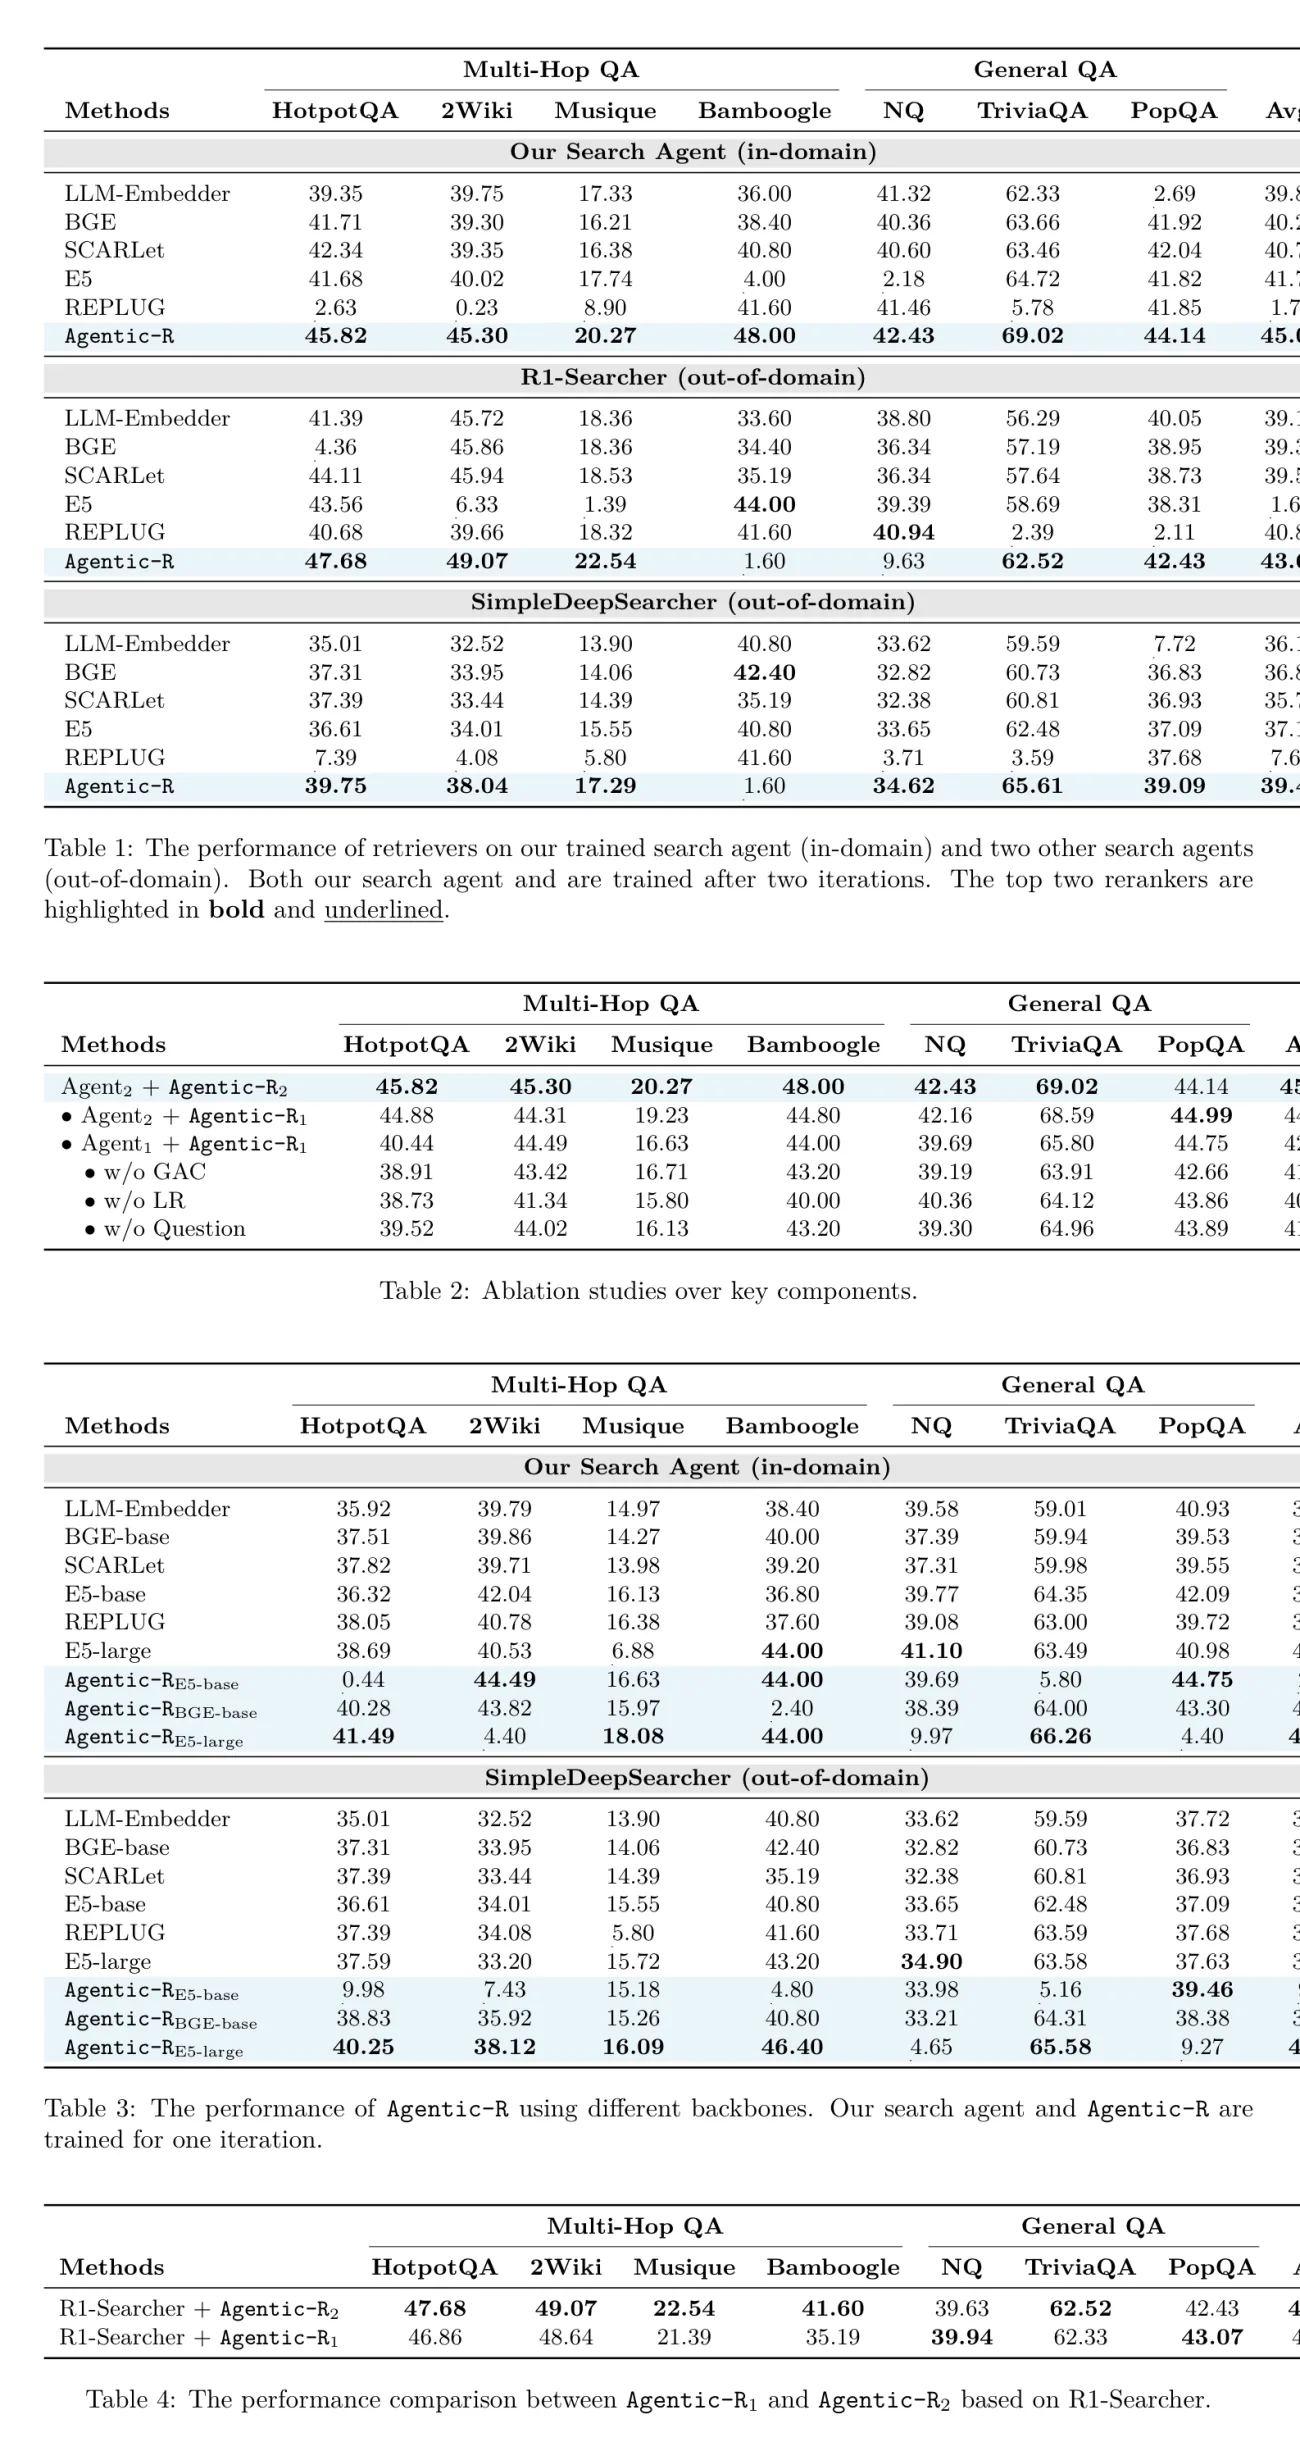 Multi-Hop QA General QA
Methods HotpotQA 2Wiki Musique Bamboogle NQ TriviaQA PopQA
Our Search Agent (in-domain)
LLM-Embedder 39.35 39.75 17.33 36.00 41.32 62.33 2.69
BGE 41.71 39.30 16.21 38.40 40.36 63.66 41.92
SCARLet 42.34 39.35 16.38 40.80 40.60 63.46 42.04
E5 41.68 40.02 17.74 4.00 2.18 64.72 41.82
REPLUG 2.63 0.23 8.90 41.60 41.46 5.78 41.85
Agentic-R 45.82 45.30 20.27 48.00 42.43 69.02 44.14
R1-Searcher (out-of-domain)
LLM-Embedder 41.39 45.72 18.36 33.60 38.80 56.29 40.05
BGE 4.36 45.86 18.36 34.40 36.34 57.19 38.95
SCARLet 44.11 45.94 18.53 35.19 36.34 57.64 38.73
E5 43.56 6.33 1.39 44.00 39.39 58.69 38.31
REPLUG 40.68 39.66 18.32 41.60 40.94 2.39 2.11
Agentic-R 47.68 49.07 22.54 1.60 9.63 62.52 42.43
SimpleDeepSearcher (out-of-domain)
LLM-Embedder 35.01 32.52 13.90 40.80 33.62 59.59 7.72
BGE 37.31 33.95 14.06 42.40 32.82 60.73 36.83
SCARLet 37.39 33.44 14.39 35.19 32.38 60.81 36.93
E5 36.61 34.01 15.55 40.80 33.65 62.48 37.09
REPLUG 7.39 4.08 5.80 41.60 3.71 3.59 37.68
Agentic-R 39.75 38.04 17.29 1.60 34.62 65.61 39.09
Table 1: The performance of retrievers on our trained search agent (in-domain) and two other search agents
(out-of-domain). Both our search agent and are trained after two iterations. The top two rerankers are
highlighted in bold and underlined.
Multi-Hop QA General QA
Methods HotpotQA 2Wiki Musique Bamboogle NQ TriviaQA PopQA
Agent₂ + Agentic-R₂ 45.82 45.30 20.27 48.00 42.43 69.02 44.14
• Agent₂ + Agentic-R₁ 44.88 44.31 19.23 44.80 42.16 68.59 44.99
• Agent₁ + Agentic-R₁ 40.44 44.49 16.63 44.00 39.69 65.80 44.75
• w/o GAC 38.91 43.42 16.71 43.20 39.19 63.91 42.66
• w/o LR 38.73 41.34 15.80 40.00 40.36 64.12 43.86
• w/o Question 39.52 44.02 16.13 43.20 39.30 64.96 43.89
Table 2: Ablation studies over key components.
Multi-Hop QA General QA
Methods HotpotQA 2Wiki Musique Bamboogle NQ TriviaQA PopQA
Our Search Agent (in-domain)
LLM-Embedder 35.92 39.79 14.97 38.40 39.58 59.01 40.93
BGE-base 37.51 39.86 14.27 40.00 37.39 59.94 39.53
SCARLet 37.82 39.71 13.98 39.20 37.31 59.98 39.55
E5-base 36.32 42.04 16.13 36.80 39.77 64.35 42.09
REPLUG 38.05 40.78 16.38 37.60 39.08 63.00 39.72
E5-large 38.69 40.53 6.88 44.00 41.10 63.49 40.98
Agentic-R E5-base 0.44 44.49 16.63 44.00 39.69 5.80 44.75
Agentic-R BGE-base 40.28 43.82 15.97 2.40 38.39 64.00 43.30
Agentic-R E5-large 41.49 4.40 18.08 44.00 9.97 66.26 4.40
SimpleDeepSearcher (out-of-domain)
LLM-Embedder 35.01 32.52 13.90 40.80 33.62 59.59 37.72
BGE-base 37.31 33.95 14.06 42.40 32.82 60.73 36.83
SCARLet 37.39 33.44 14.39 35.19 32.38 60.81 36.93
E5-base 36.61 34.01 15.55 40.80 33.65 62.48 37.09
REPLUG 37.39 34.08 5.80 41.60 33.71 63.59 37.68
E5-large 37.59 33.20 15.72 43.20 34.90 63.58 37.63
Agentic-R E5-base 9.98 7.43 15.18 4.80 33.98 5.16 39.46
Agentic-R BGE-base 38.83 35.92 15.26 40.80 33.21 64.31 38.38
Agentic-R E5-large 40.25 38.12 16.09 46.40 4.65 65.58 9.27
Table 3: The performance of Agentic-R using different backbones. Our search agent and Agentic-R are
trained for one iteration.
Multi-Hop QA General QA
Methods HotpotQA 2Wiki Musique Bamboogle NQ TriviaQA PopQA
R1-Searcher + Agentic-R₂ 47.68 49.07 22.54 41.60 39.63 62.52 42.43
R1-Searcher + Agentic-R₁ 46.86 48.64 21.39 35.19 39.94 62.33 43.07
Table 4: The performance comparison between Agentic-R₁ and Agentic-R₂ based on R1-Searcher.